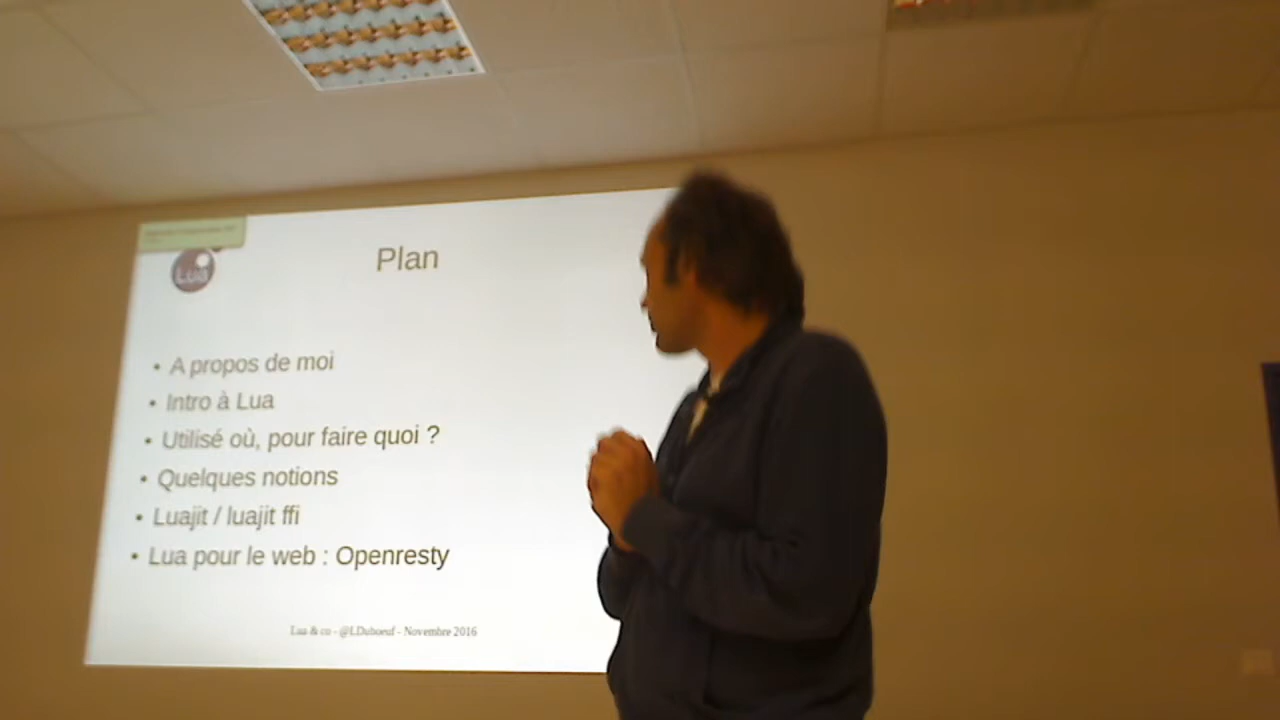 Lua
Plan
• A propos de moi
• Intro à Lua
• Utilisé où, pour faire quoi ?
• Quelques notions
• Luajit / luajit ffi
• Lua pour le web : Openresty
Lua & co - @LDuboeuf - Novembre 2016